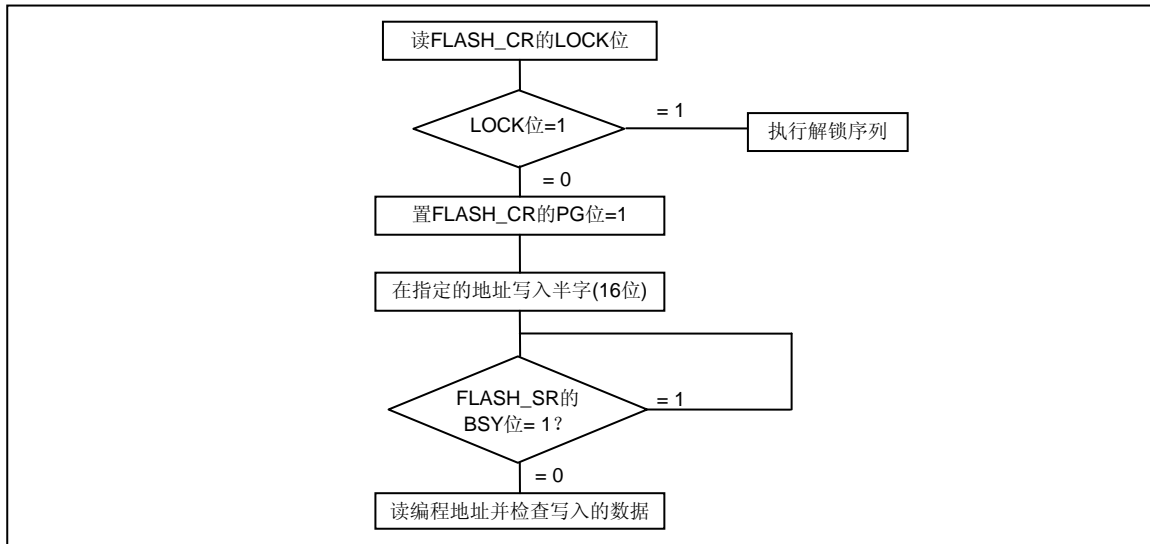 读FLASH_CR的LOCK位
= 1
LOCK位=1
执行解锁序列
= 0
置FLASH_CR的PG位=1
在指定的地址写入半字(16位)
FLASH_SR的
= 1
BSY位= 1？
= 0
读编程地址并检查写入的数据